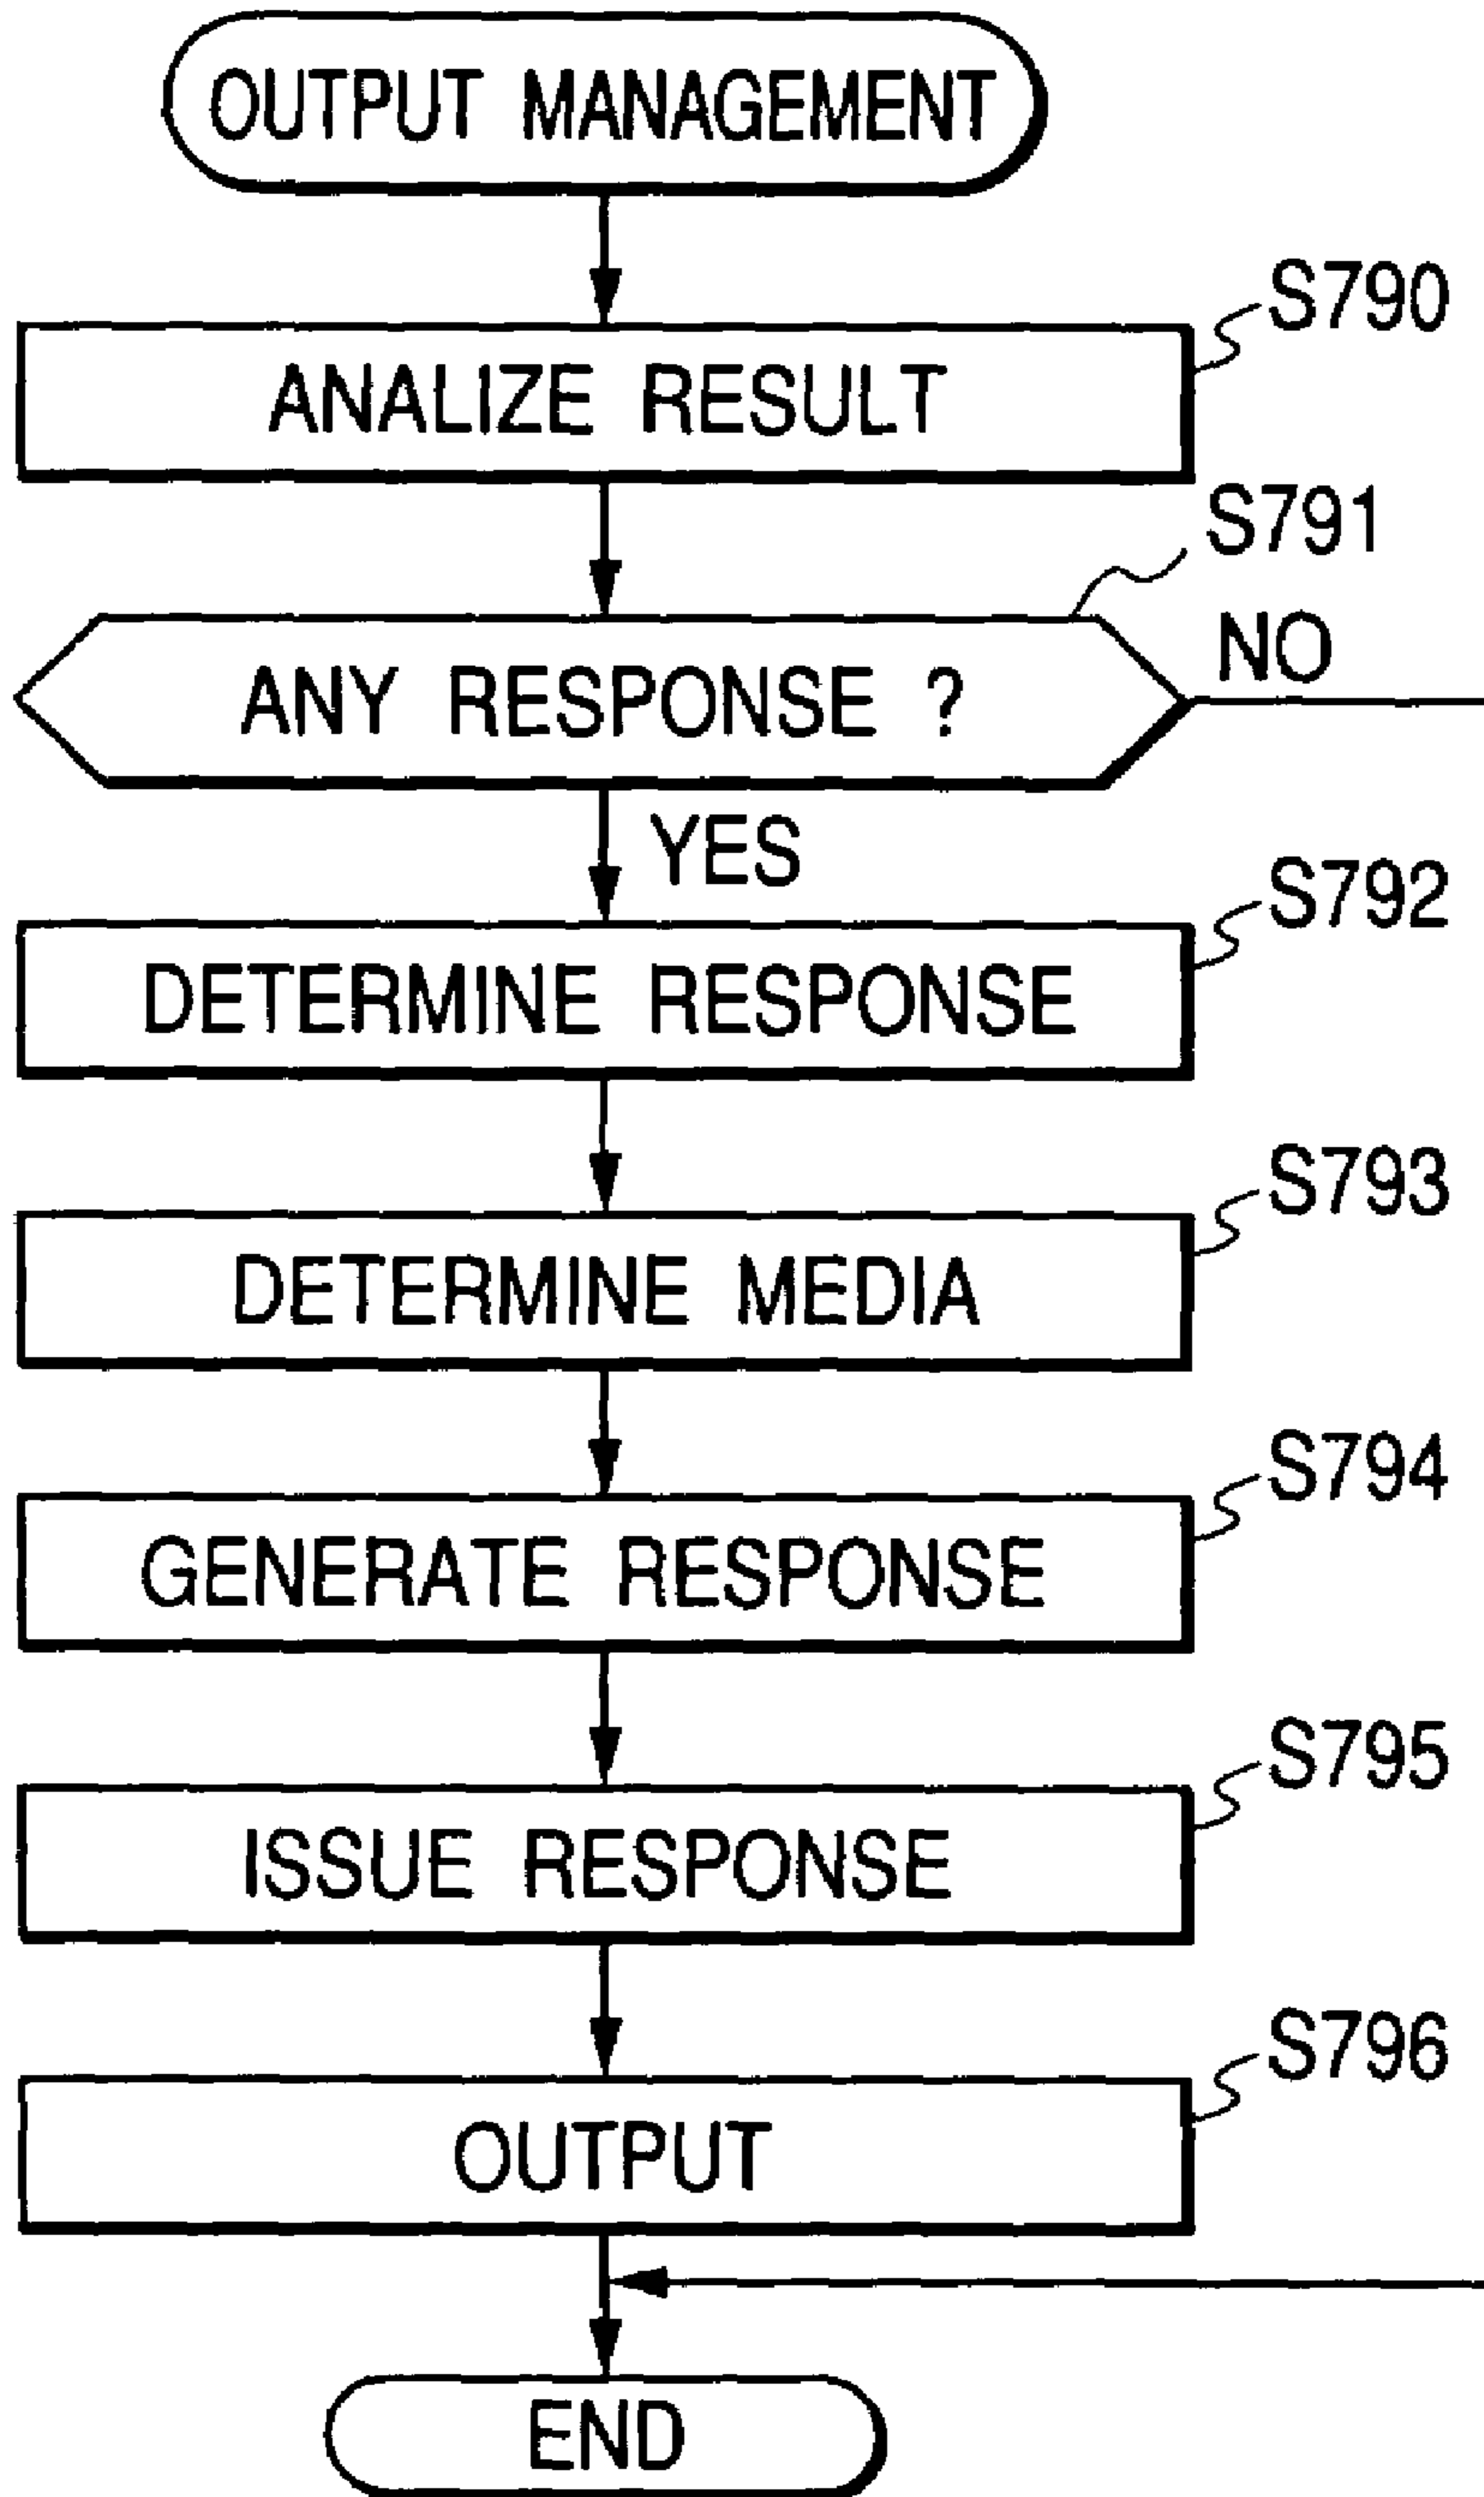 OUTPUT MANAGEMENT
S790
ANALIZE RESULT
S791
ANY RESPONSE ?
NO
YES
S792
DETERMINE RESPONSE
S793
DETERMINE MEDIA
S794
GENERATE RESPONSE
S795
ISSUE RESPONSE
S796
OUTPUT
END